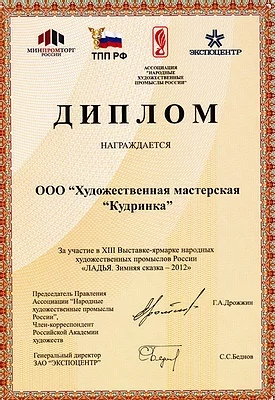 МИНПРОМТОРГ
РОССИИ
ТПП РФ
АССОЦИАЦИЯ
"НАРОДНЫЕ
ХУДОЖЕСТВЕННЫЕ
ПРОМЫСЛЫ РОССИИ"
ЭКСПОЦЕНТР
ДИПЛОМ
НАГРАЖДАЕТСЯ
ООО “Художественная мастерская
“Кудринка”
За участие в XIII Выставке-ярмарке народных
художественных промыслов России
«ЛАДЬЯ. Зимняя сказка – 2012»
Председатель Правления
Ассоциации "Народные
художественные промыслы
России",
Член-корреспондент
Российской Академии
художеств
Г.А.Дрожжин
Генеральный директор
ЗАО "ЭКСПОЦЕНТР"
С.С.Беднов